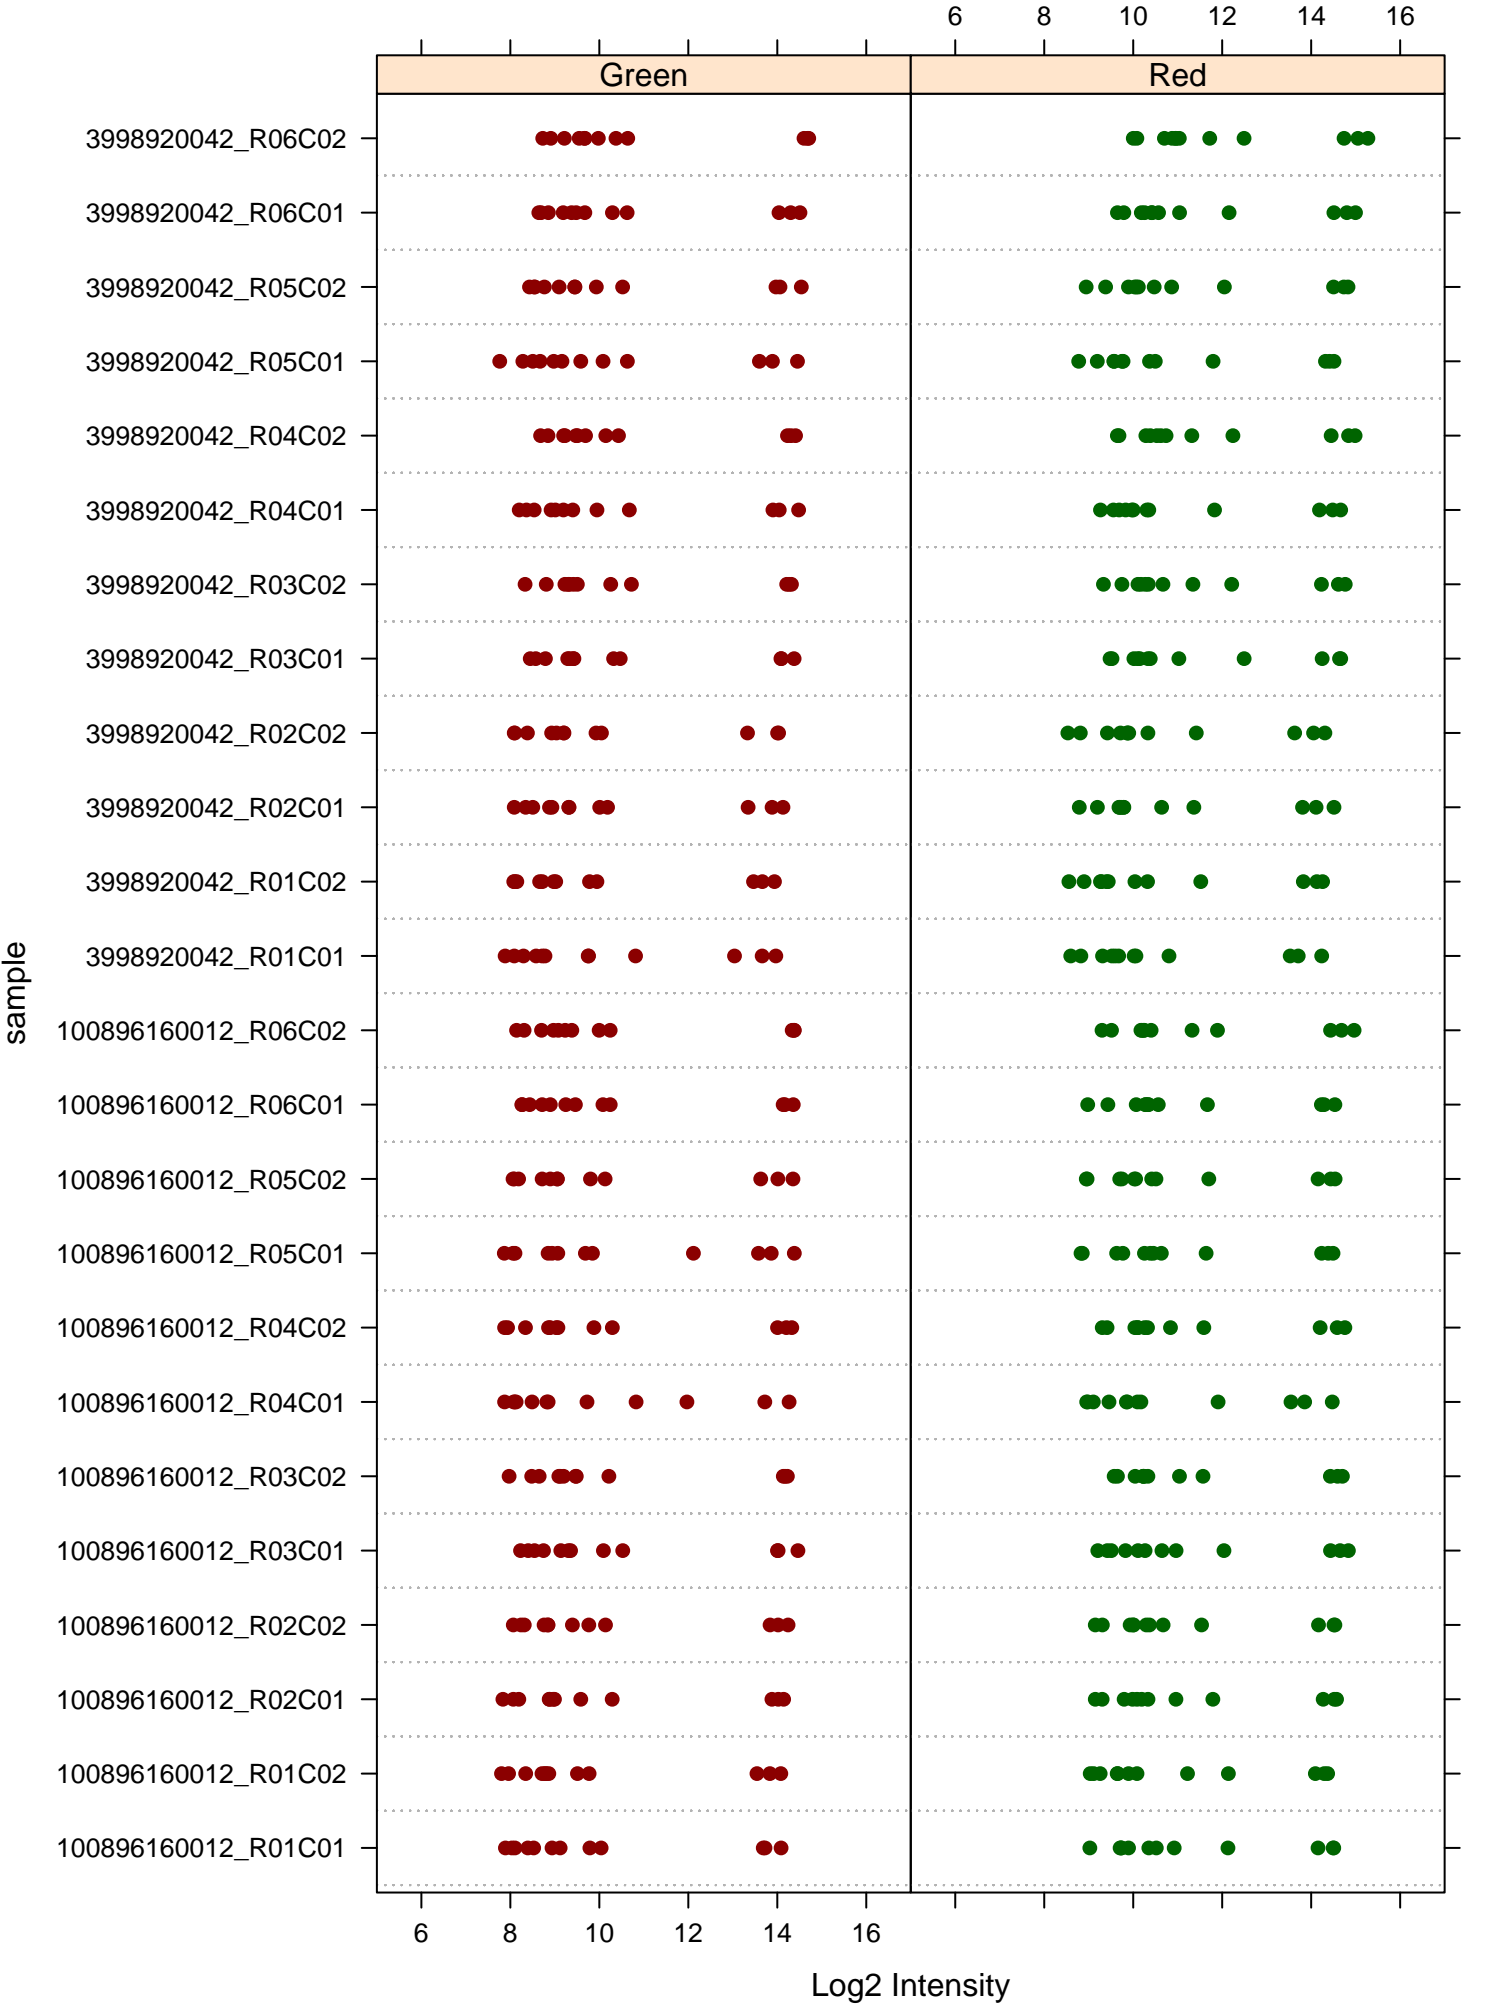 6 8 10 12 14 16
Green Red
3998920042_R06C02
3998920042_R06C01
3998920042_R05C02
3998920042_R05C01
3998920042_R04C02
3998920042_R04C01
3998920042_R03C02
3998920042_R03C01
3998920042_R02C02
3998920042_R02C01
3998920042_R01C02
3998920042_R01C01
100896160012_R06C02
100896160012_R06C01
100896160012_R05C02
100896160012_R05C01
100896160012_R04C02
100896160012_R04C01
100896160012_R03C02
100896160012_R03C01
100896160012_R02C02
100896160012_R02C01
100896160012_R01C02
100896160012_R01C01
sample
6 8 10 12 14 16
Log2 Intensity